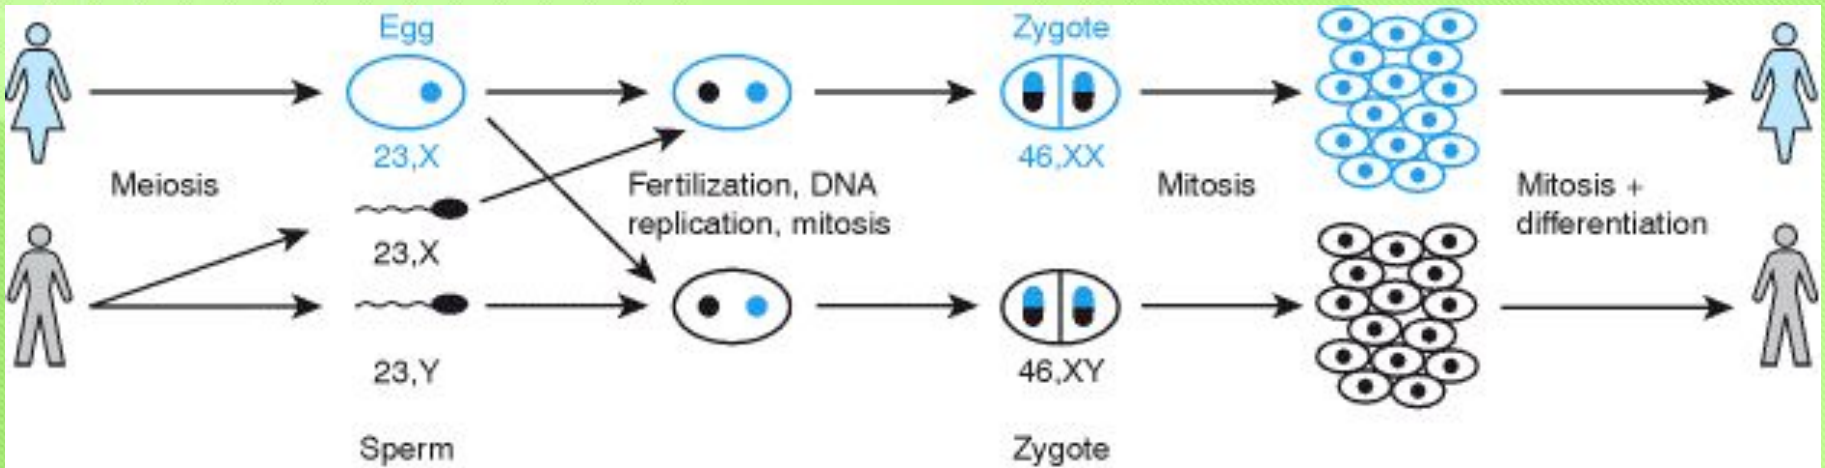 Egg
Zygote
23,X
46,XX
Meiosis
Fertilization, DNA
replication, mitosis
Mitosis
Mitosis +
differentiation
23,X
23,Y
46,XY
Sperm
Zygote